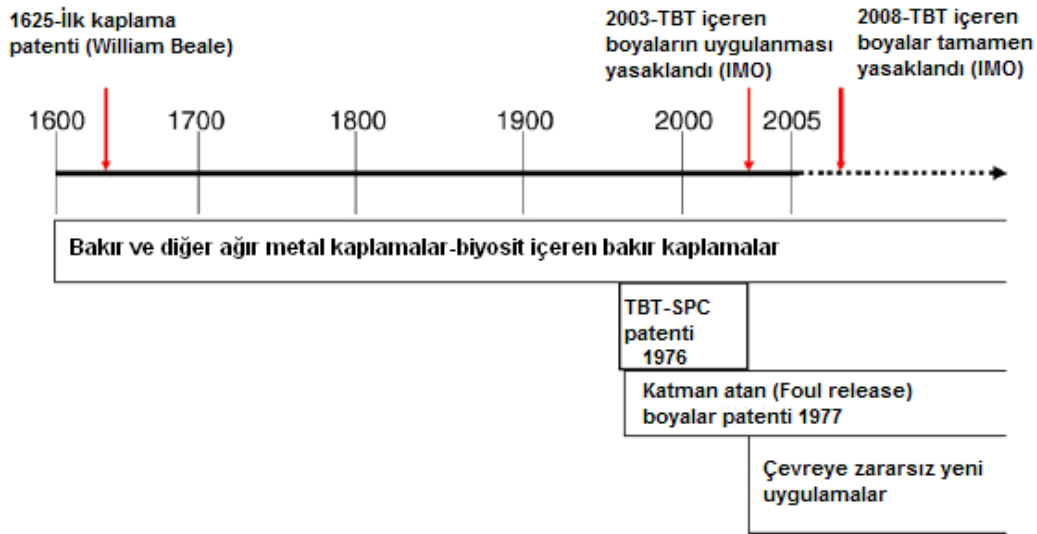 1625-İlk kaplama
patenti (William Beale)
2003-TBT içeren
boyaların uygulanması
yasaklandı (IMO)
2008-TBT içeren
boyalar tamamen
yasaklandı (IMO)
1600 1700 1800 1900 2000 2005
Bakır ve diğer ağır metal kaplamalar-biyosit içeren bakır kaplamalar
TBT-SPC
patenti
1976
Katman atan (Foul release)
boyalar patenti 1977
Çevreye zararsız yeni
uygulamalar